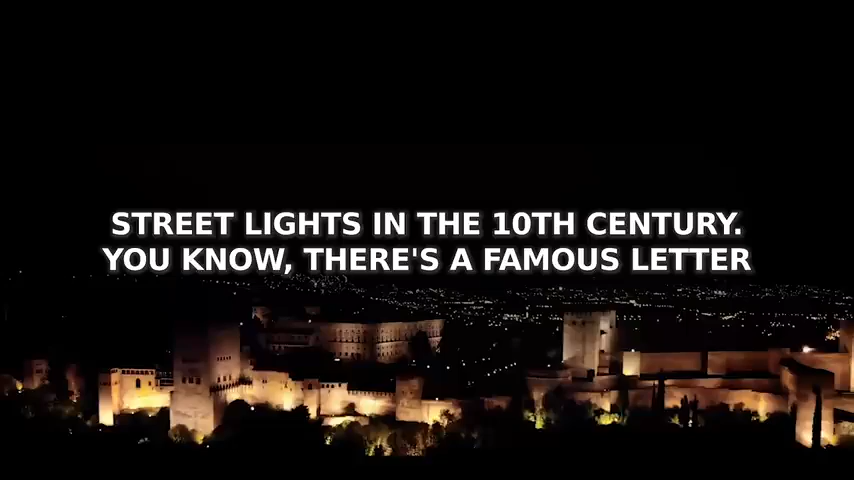 STREET LIGHTS IN THE 10TH CENTURY.
YOU KNOW, THERE'S A FAMOUS LETTER